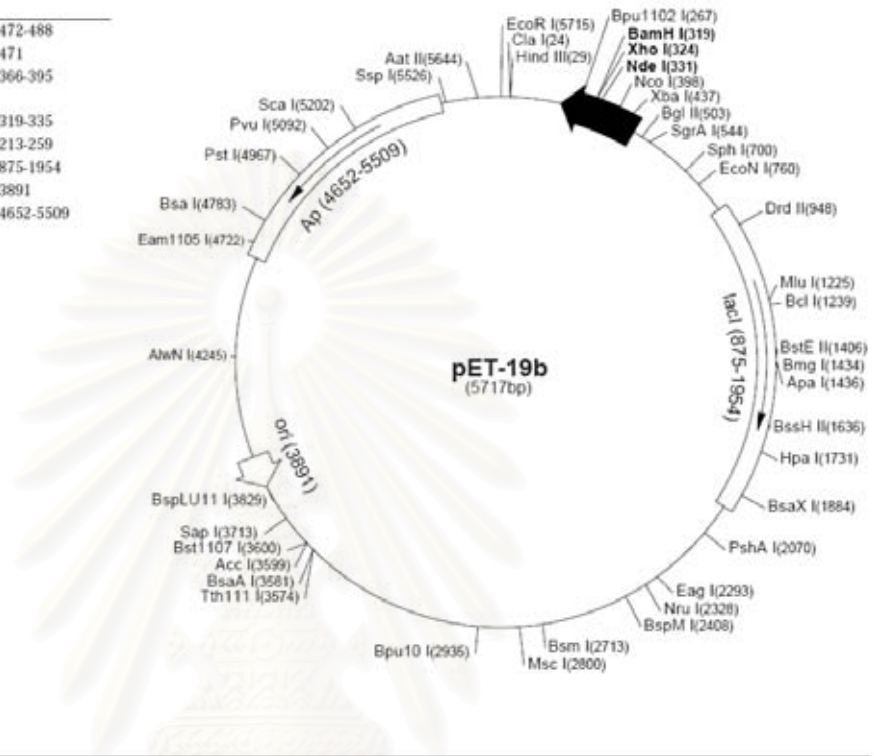 472-488
471
366-395
319-335
213-259
875-1954
3891
4652-5509
EcoR I(5715)
Cla I(24)
Hind III(29)
Bpu1102 I(267)
BamH I(319)
Xho I(324)
Nde I(331)
Nco I(398)
Xba I(437)
Bgl II(503)
SgrA I(544)
Sph I(700)
EcoN I(760)
Drd II(948)
Mlu I(1225)
Bcl I(1239)
BstE II(1406)
Bmg I(1434)
Apa I(1436)
BssH II(1636)
Hpa I(1731)
BsaX I(1884)
PshA I(2070)
Eag I(2293)
Nru I(2328)
BspM I(2408)
Bsm I(2713)
Msc I(2800)
Bpu10 I(2935)
Tth111 I(3574)
BsaA I(3581)
Acc I(3599)
Bst1107 I(3600)
Sap I(3713)
BspLU11 I(3829)
AlwN I(4245)
Eam1105 I(4722)
Bsa I(4783)
Pst I(4967)
Pvu I(5092)
Sca I(5202)
Ssp I(5526)
Aat II(5644)
Ap (4652-5509)
lacI (875-1954)
ori (3891)
pET-19b
(5717bp)